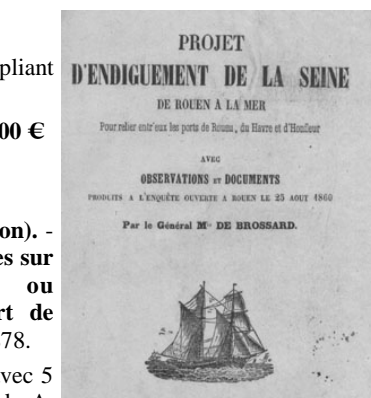 pliant
00 €
on). -
es sur
ou
rt de
78.
vec 5
PROJET
D'ENDIGUEMENT DE LA SEINE
DE ROUEN A LA MER
Pour relier entr'eux les ports de Rouen, du Havre et d'Honfleur
AVEC
OBSERVATIONS ET DOCUMENTS
PRODUITS A L'ENQUÊTE OUVERTE A ROUEN LE 25 AOUT 1860
Par le Général Mis DE BROSSARD.